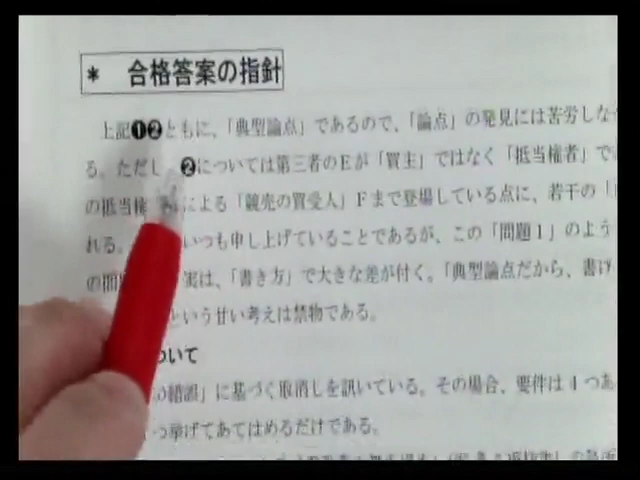 * 合格答案の指針
上記❶❷ともに、「典型論点」であるので、「論点」の発見には苦労しな
る。ただし ❷については第三者のEが「買主」ではなく「抵当権者」で
の抵当権 による「競売の買受人」Fまで登場している点に、若干の「
れる。 いつも申し上げていることであるが、この「問題1」のよう
の問 実は、「書き方」で大きな差が付く。「典型論点だから、書け
という甘い考えは禁物である。
ついて
の錯誤」に基づく取消しを訊いている。その場合、要件は1つ
つ挙げてあてはめるだけである。